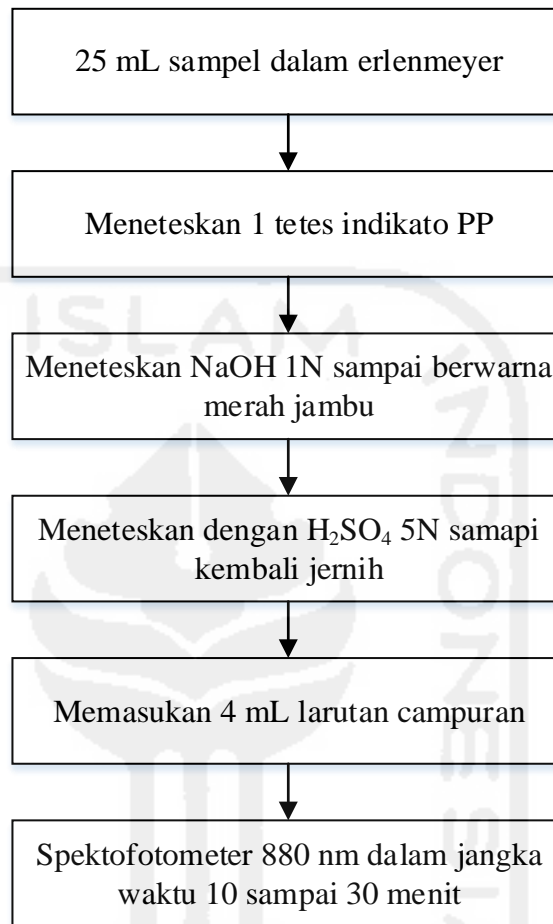 25 mL sampel dalam erlenmeyer
Meneteskan 1 tetes indikato PP
ISLAM
INDONESI
Meneteskan NaOH 1N sampai berwarna
merah jambu
Meneteskan dengan H₂SO₄ 5N samapi
kembali jernih
Memasukan 4 mL larutan campuran
Spektofotometer 880 nm dalam jangka
waktu 10 sampai 30 menit